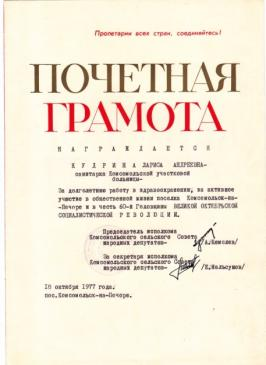 Пролетарии всех стран, соединяйтесь!
ПОЧЕТНАЯ
ГРАМОТА
НАГРАЖДАЕТСЯ
КУДРИНА ЛАРИСА АНДРЕЕВНА-
санитарка Комсомольской участковой
больницы-
За долголетнюю работу в здравоохранении, за активное
участие в общественной жизни поселка Комсомольск-на-
Печоре и в честь 60-й Годовщины ВЕЛИКОЙ ОКТЯБРЬСКОЙ
СОЦИАЛИСТИЧЕСКОЙ РЕВОЛЮЦИИ.
Председатель исполкома
Комсомольского сельского Совета
народных депутатов-
За секретаря исполкома
Комсомольского сельского Совета
народных депутатов-
18 октября 1977 года;
пос.Комсомольск-на-Печоре.